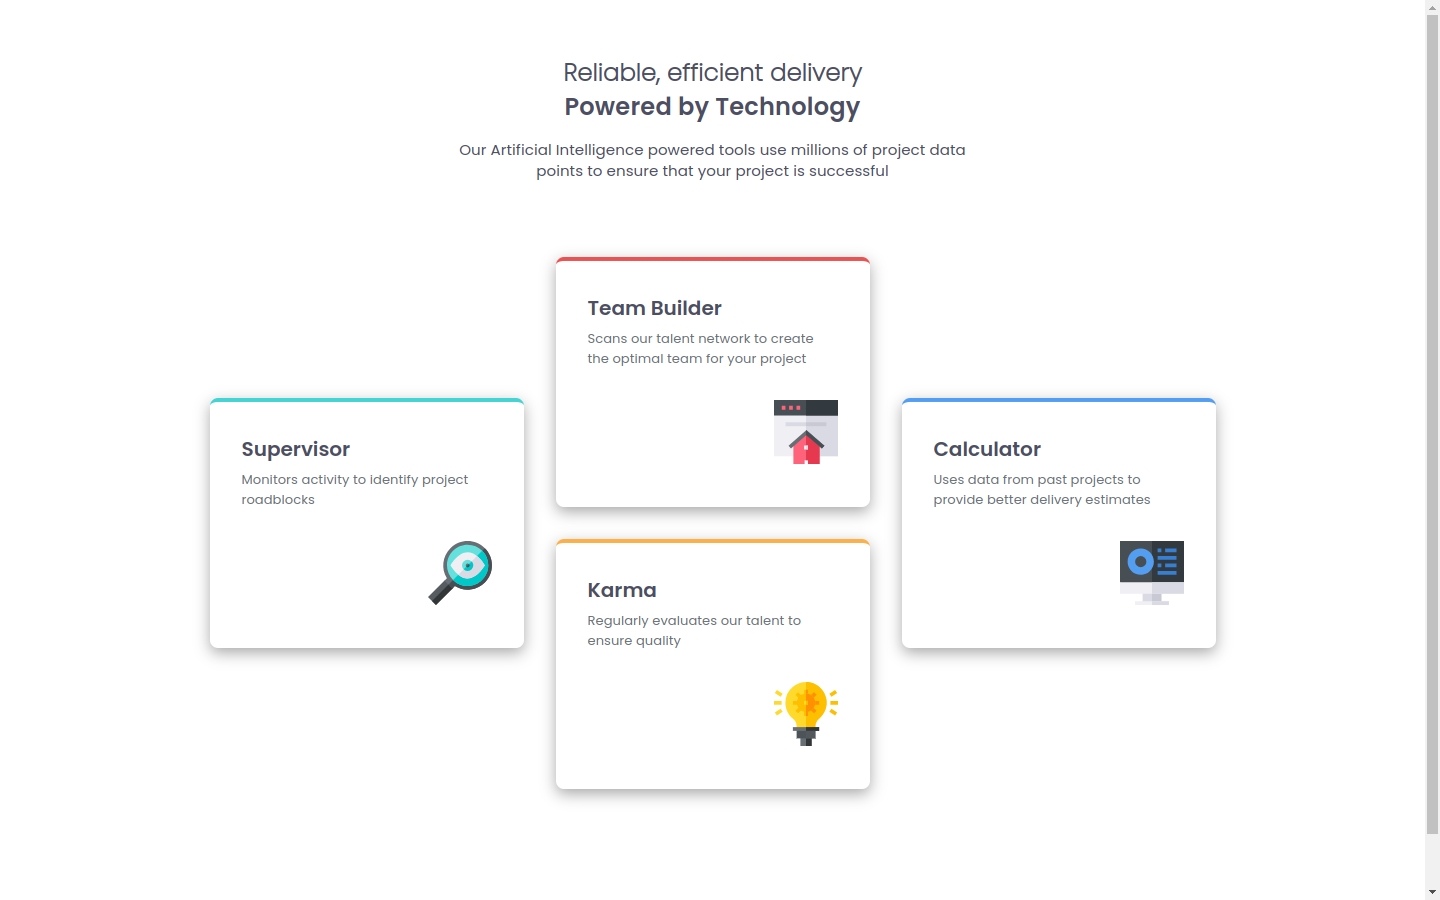 Reliable, efficient delivery
Powered by Technology
Our Artificial Intelligence powered tools use millions of project data
points to ensure that your project is successful
Team Builder
Scans our talent network to create
the optimal team for your project
Supervisor
Monitors activity to identify project
roadblocks
Calculator
Uses data from past projects to
provide better delivery estimates
Karma
Regularly evaluates our talent to
ensure quality